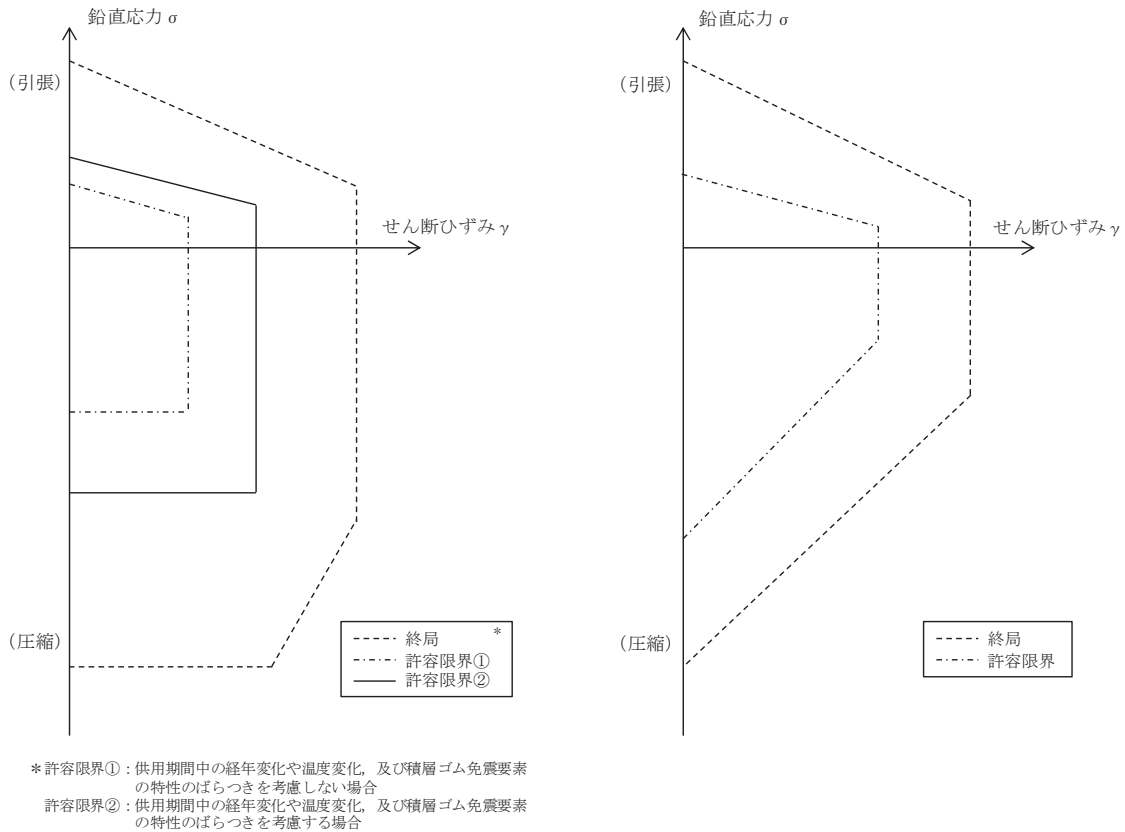 鉛直応力 σ
（引張）
せん断ひずみ γ
（圧縮）
終局 *
許容限界①
許容限界②
＊許容限界①：供用期間中の経年変化や温度変化，及び積層ゴム免震要素
の特性のばらつきを考慮しない場合
許容限界②：供用期間中の経年変化や温度変化，及び積層ゴム免震要素
の特性のばらつきを考慮する場合
鉛直応力 σ
（引張）
せん断ひずみ γ
（圧縮）
終局
許容限界